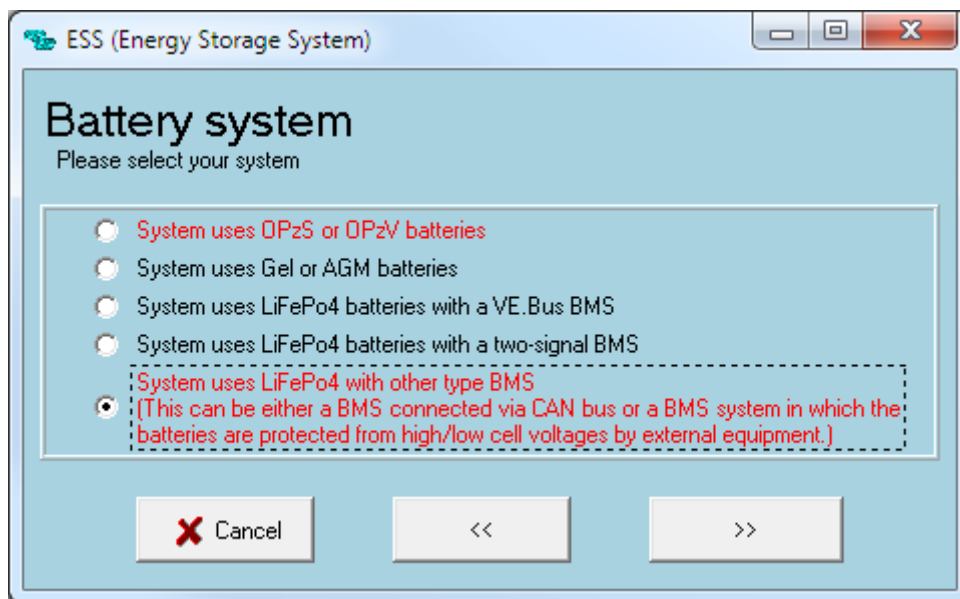 ESS (Energy Storage System)
Battery system
Please select your system
System uses OPzS or OPzV batteries
System uses Gel or AGM batteries
System uses LiFePo4 batteries with a VE.Bus BMS
System uses LiFePo4 batteries with a two-signal BMS
System uses LiFePo4 with other type BMS
(This can be either a BMS connected via CAN bus or a BMS system in which the
batteries are protected from high/low cell voltages by external equipment.)
Cancel
<<
>>